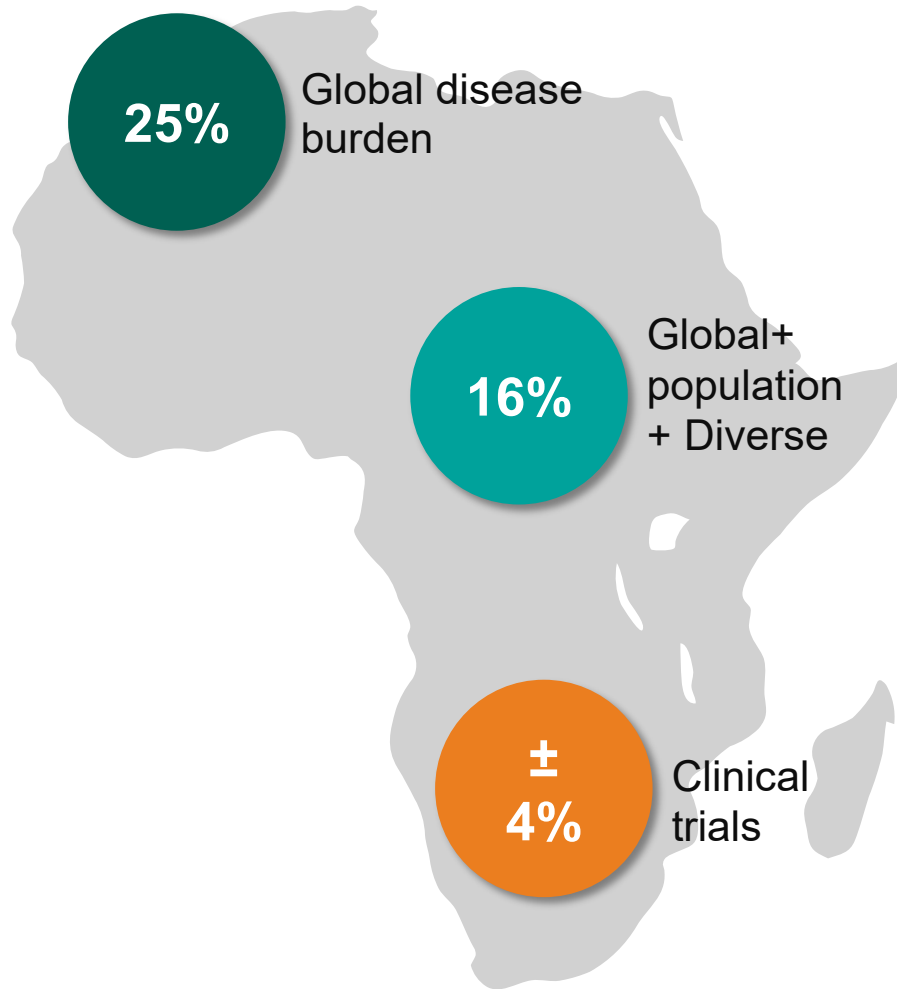 25%
Global disease
burden
16%
Global+
population
+ Diverse
±
4%
Clinical
trials